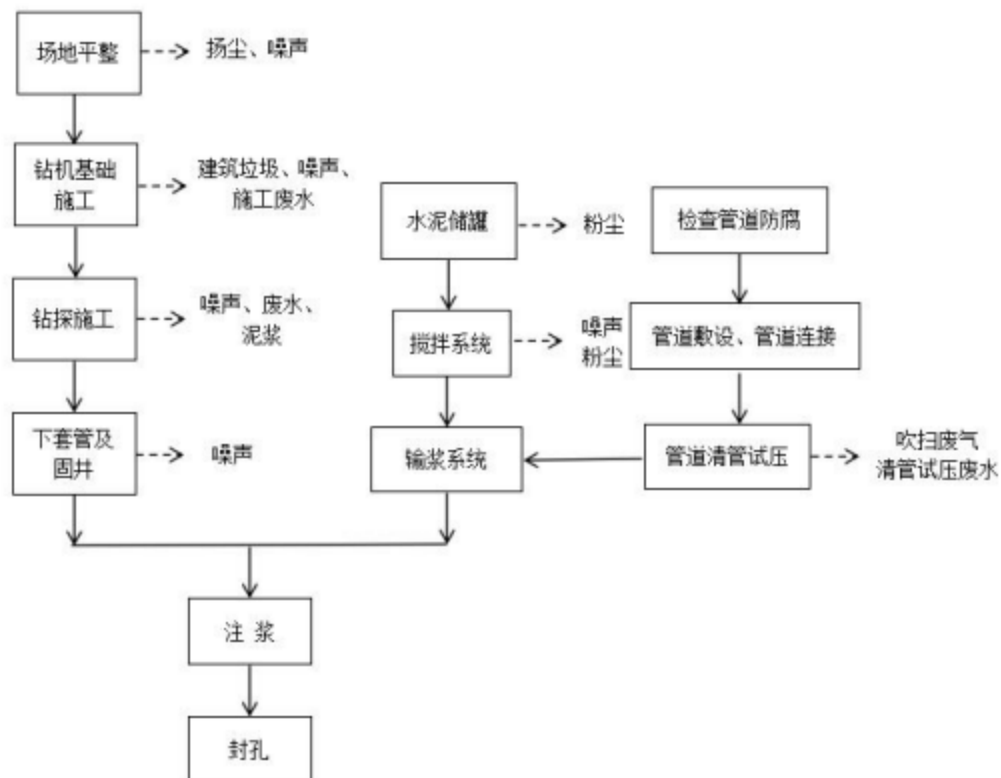 场地平整
扬尘、噪声
钻机基础
施工
建筑垃圾、噪声、
施工废水
水泥储罐
粉尘
检查管道防腐
钻探施工
噪声、废水、
泥浆
搅拌系统
噪声
粉尘
管道敷设、管道连接
下套管及
固井
噪声
输浆系统
管道清管试压
吹扫废气
清管试压废水
注 浆
封孔